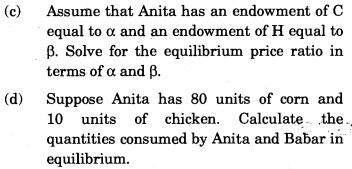 (c) Assume that Anita has an endowment of C
equal to α and an endowment of H equal to
β. Solve for the equilibrium price ratio in
terms of α and β.
(d) Suppose Anita has 80 units of corn and
10 units of chicken. Calculate the
quantities consumed by Anita and Babar in
equilibrium.